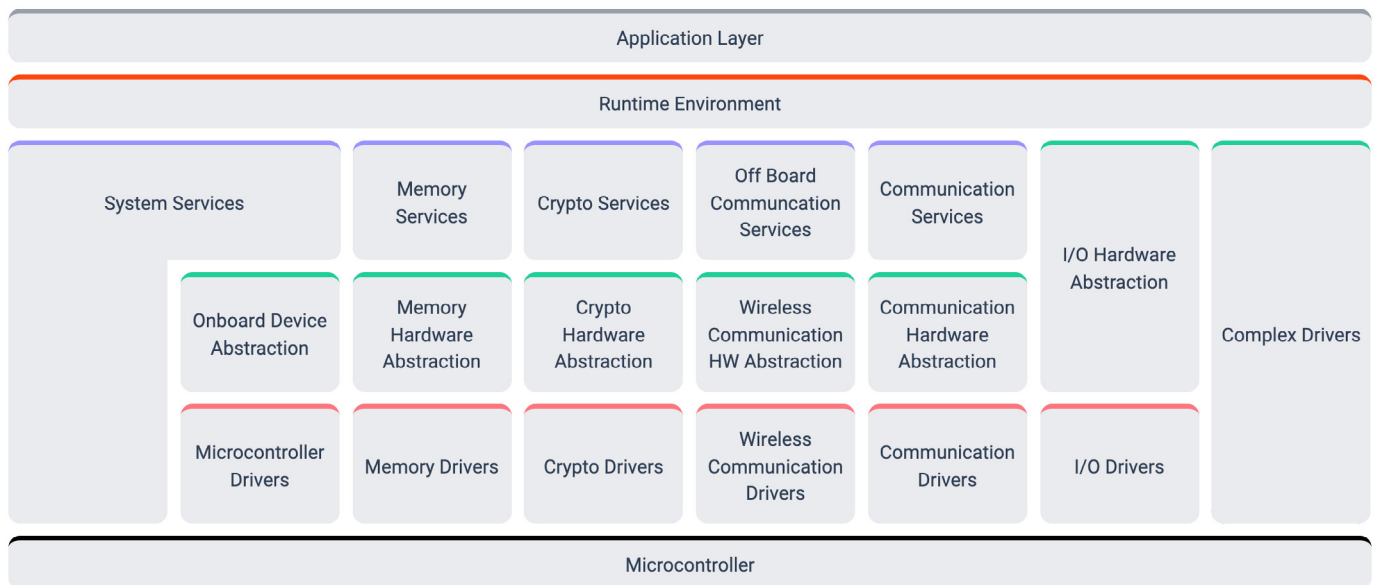 Application Layer
Runtime Environment
System Services
Memory
Services
Crypto Services
Off Board
Communcation
Services
Communication
Services
I/O Hardware
Abstraction
Complex Drivers
Onboard Device
Abstraction
Memory
Hardware
Abstraction
Crypto
Hardware
Abstraction
Wireless
Communication
HW Abstraction
Communication
Hardware
Abstraction
Microcontroller
Drivers
Memory Drivers
Crypto Drivers
Wireless
Communication
Drivers
Communication
Drivers
I/O Drivers
Microcontroller